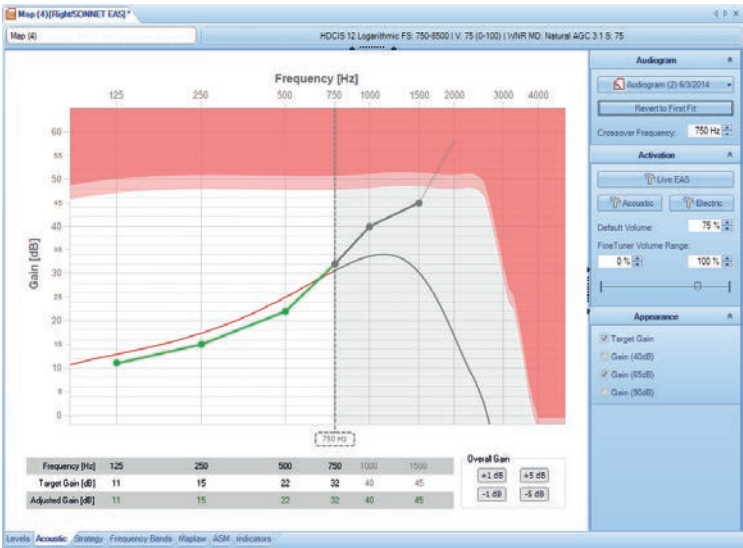 Map (4)[Right/SONNET EAS] *
Map (4)
HDCIS 12 Logarithmic FS: 750-8500 | V: 75 (0-100) | WNR MD: Natural AGC 3:1 S: 75
Frequency [Hz]
125 250 500 750 1000 1500 2000 3000 4000
Gain [dB]
60
55
50
45
40
35
30
25
20
15
10
5
0
750 Hz
Frequency [Hz] 125 250 500 750 1000 1500
Target Gain [dB] 11 15 22 32 40 45
Adjusted Gain [dB] 11 15 22 32 40 45
Overall Gain
+1 dB +5 dB
-1 dB -5 dB
Audiogram
Audiogram (2) 6/3/2014
Revert to First Fit
Crossover Frequency: 750 Hz
Activation
Live EAS
Acoustic Electric
Default Volume: 75 %
FineTuner Volume Range:
0 % 100 %
Appearance
Target Gain
Gain (40dB)
Gain (65dB)
Gain (90dB)
Levels Acoustic Strategy Frequency Bands Maplaw ASM Indicators